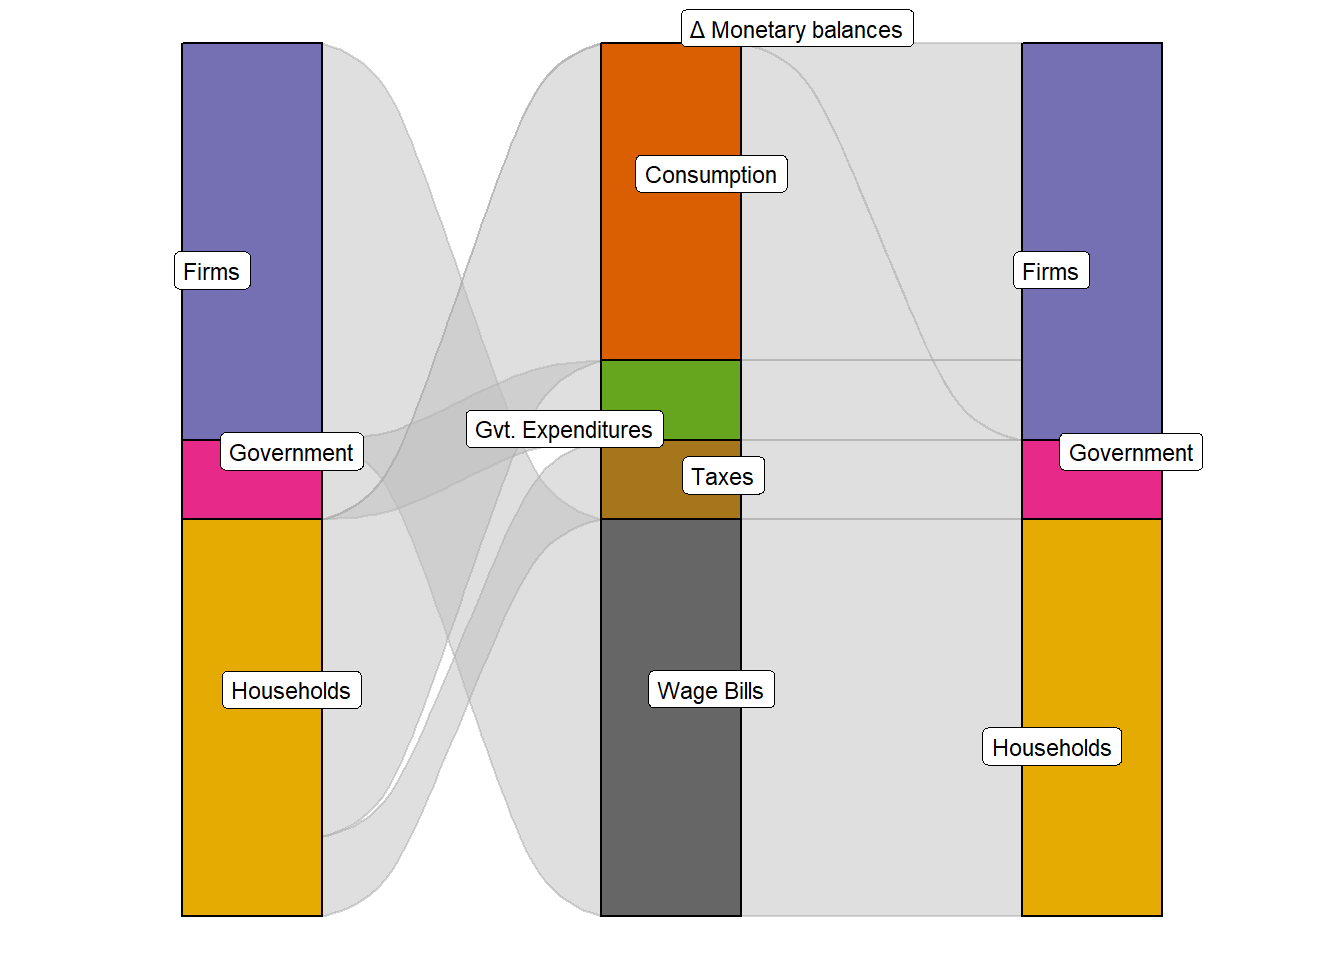 Δ Monetary balances
Consumption
Firms
Firms
Gvt. Expenditures
Government
Government
Taxes
Households
Wage Bills
Households